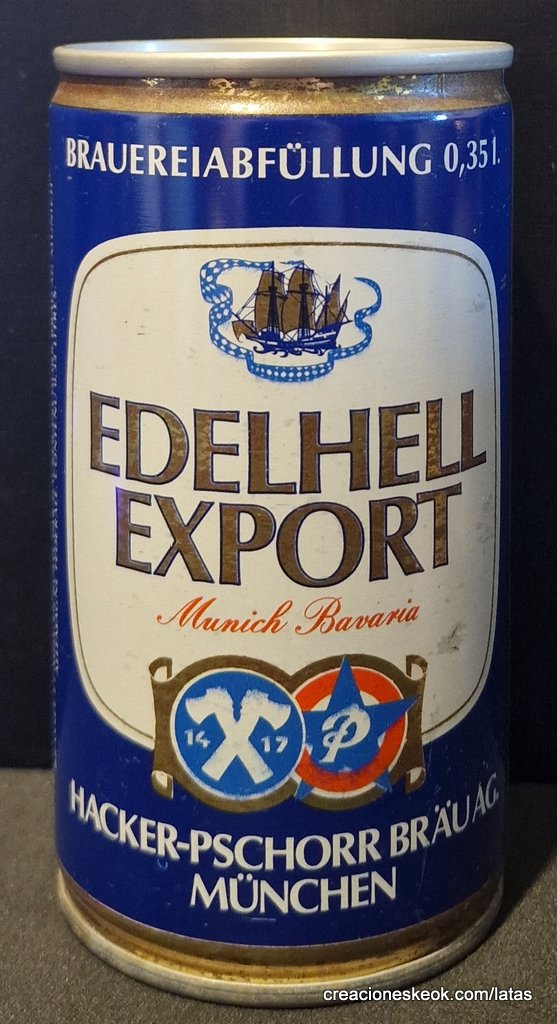 BRAUEREIABFÜLLUNG 0,35 l.
EDELHELL
EXPORT
Munich Bavaria
14 17
P
HACKER-PSCHORR BRÄU AG.
MÜNCHEN
creacioneskeok.com/latas